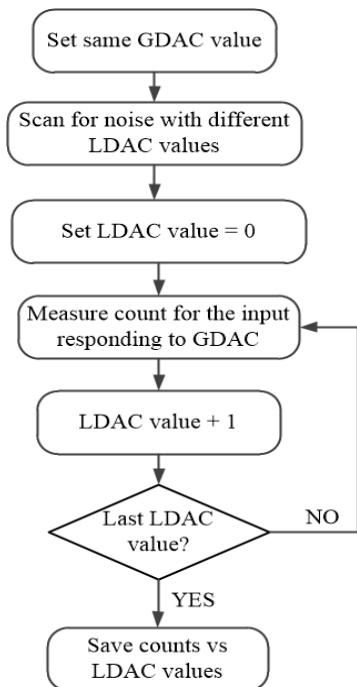 Set same GDAC value
Scan for noise with different
LDAC values
Set LDAC value = 0
Measure count for the input
responding to GDAC
LDAC value + 1
Last LDAC
value?
NO
YES
Save counts vs
LDAC values